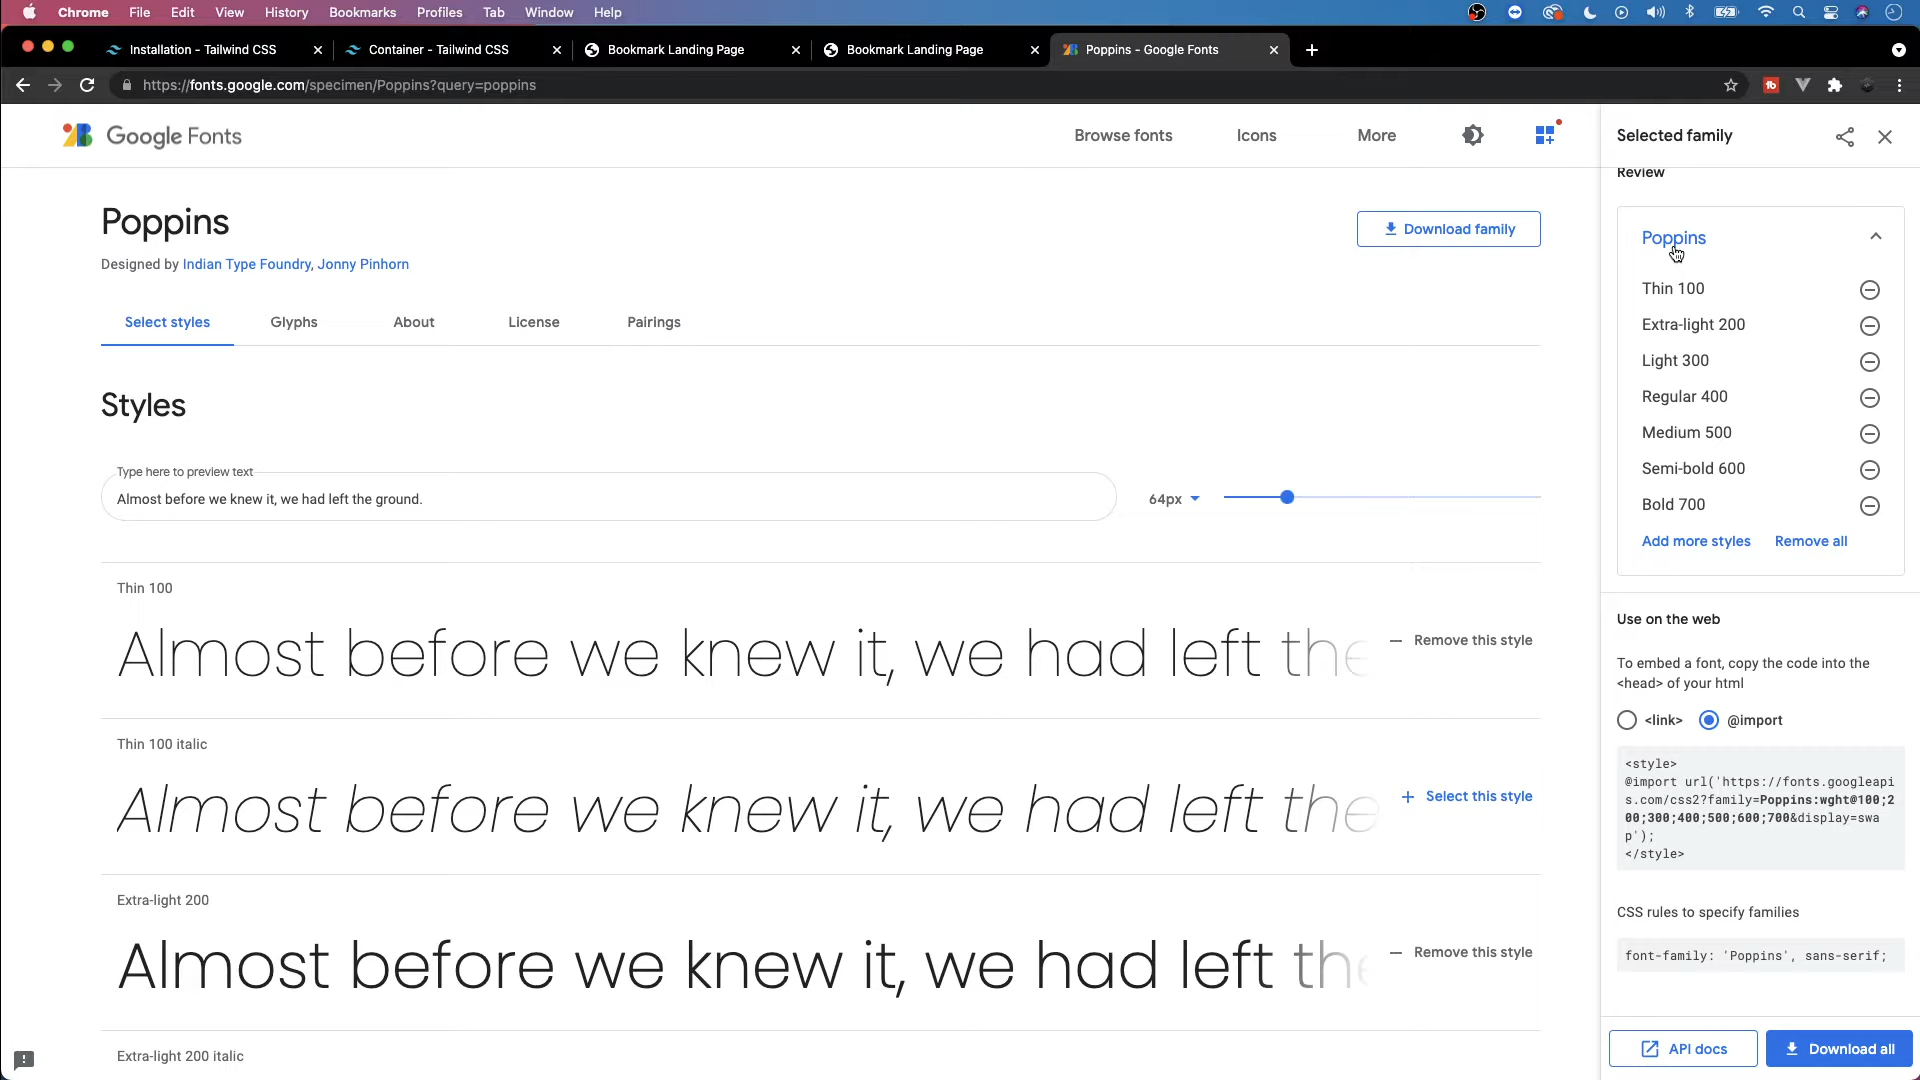 Chrome File Edit View History Bookmarks Profiles Tab Window Help
Installation - Tailwind CSS
Container - Tailwind CSS
Bookmark Landing Page
Bookmark Landing Page
Poppins - Google Fonts
https://fonts.google.com/specimen/Poppins?query=poppins
Google Fonts
Browse fonts
Icons
More
Poppins
Designed by Indian Type Foundry, Jonny Pinhorn
Download family
Select styles
Glyphs
About
License
Pairings
Styles
Type here to preview text
Almost before we knew it, we had left the ground.
64px
Thin 100
Almost before we knew it, we had left the
Remove this style
Thin 100 italic
Almost before we knew it, we had left the
Select this style
Extra-light 200
Almost before we knew it, we had left the
Remove this style
Extra-light 200 italic
Selected family
Review
Poppins
Thin 100
Extra-light 200
Light 300
Regular 400
Medium 500
Semi-bold 600
Bold 700
Add more styles
Remove all
Use on the web
To embed a font, copy the code into the
<head> of your html
<link>
@import
<style>
@import url('https://fonts.googleapi
s.com/css2?family=Poppins:wght@100;2
00;300;400;500;600;700&display=swa
p');
</style>
CSS rules to specify families
font-family: 'Poppins', sans-serif;
API docs
Download all